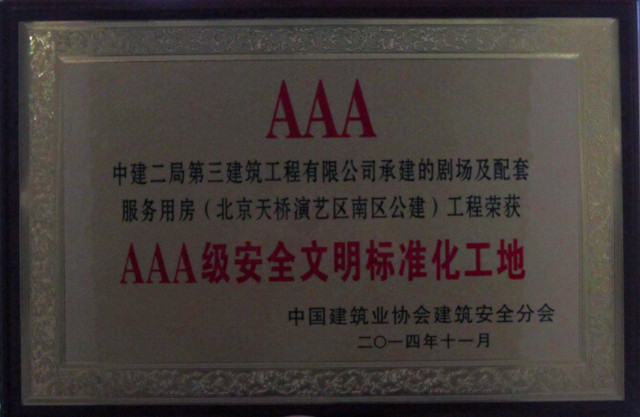 AAA
中建二局第三建筑工程有限公司承建的剧场及配套
服务用房（北京天桥演艺区南区公建）工程荣获
AAA级安全文明标准化工地
中国建筑业协会建筑安全分会
二〇一四年十一月